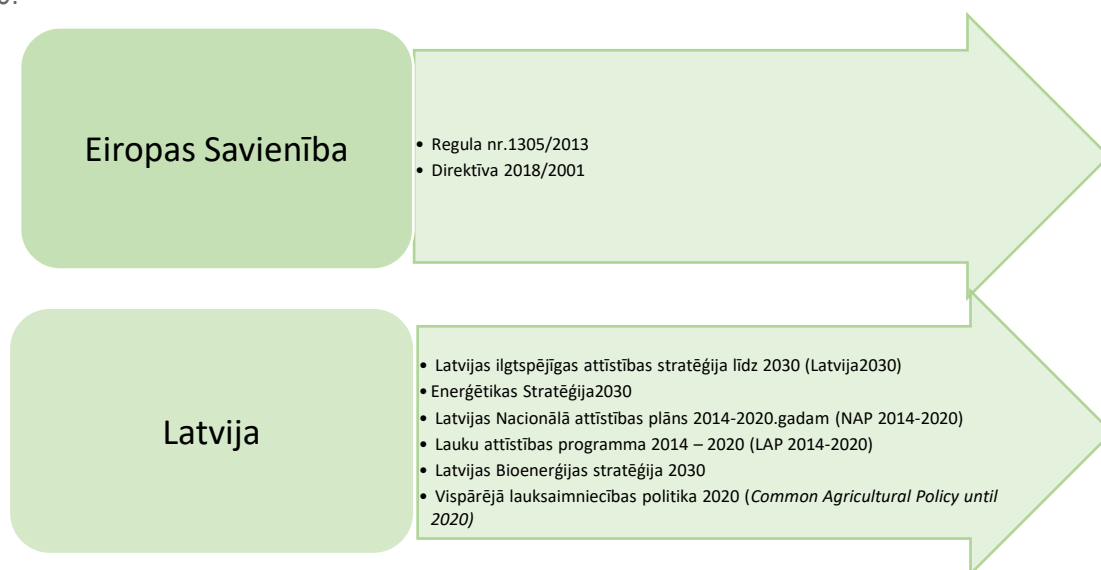 Eiropas Savienība
• Regula nr.1305/2013
• Direktīva 2018/2001
Latvija
• Latvijas ilgtspējīgas attīstības stratēģija līdz 2030 (Latvija2030)
• Enerģētikas Stratēģija2030
• Latvijas Nacionālā attīstības plāns 2014-2020.gadam (NAP 2014-2020)
• Lauku attīstības programma 2014 – 2020 (LAP 2014-2020)
• Latvijas Bioenerģijas stratēģija 2030
• Vispārējā lauksaimniecības politika 2020 (Common Agricultural Policy until
2020)